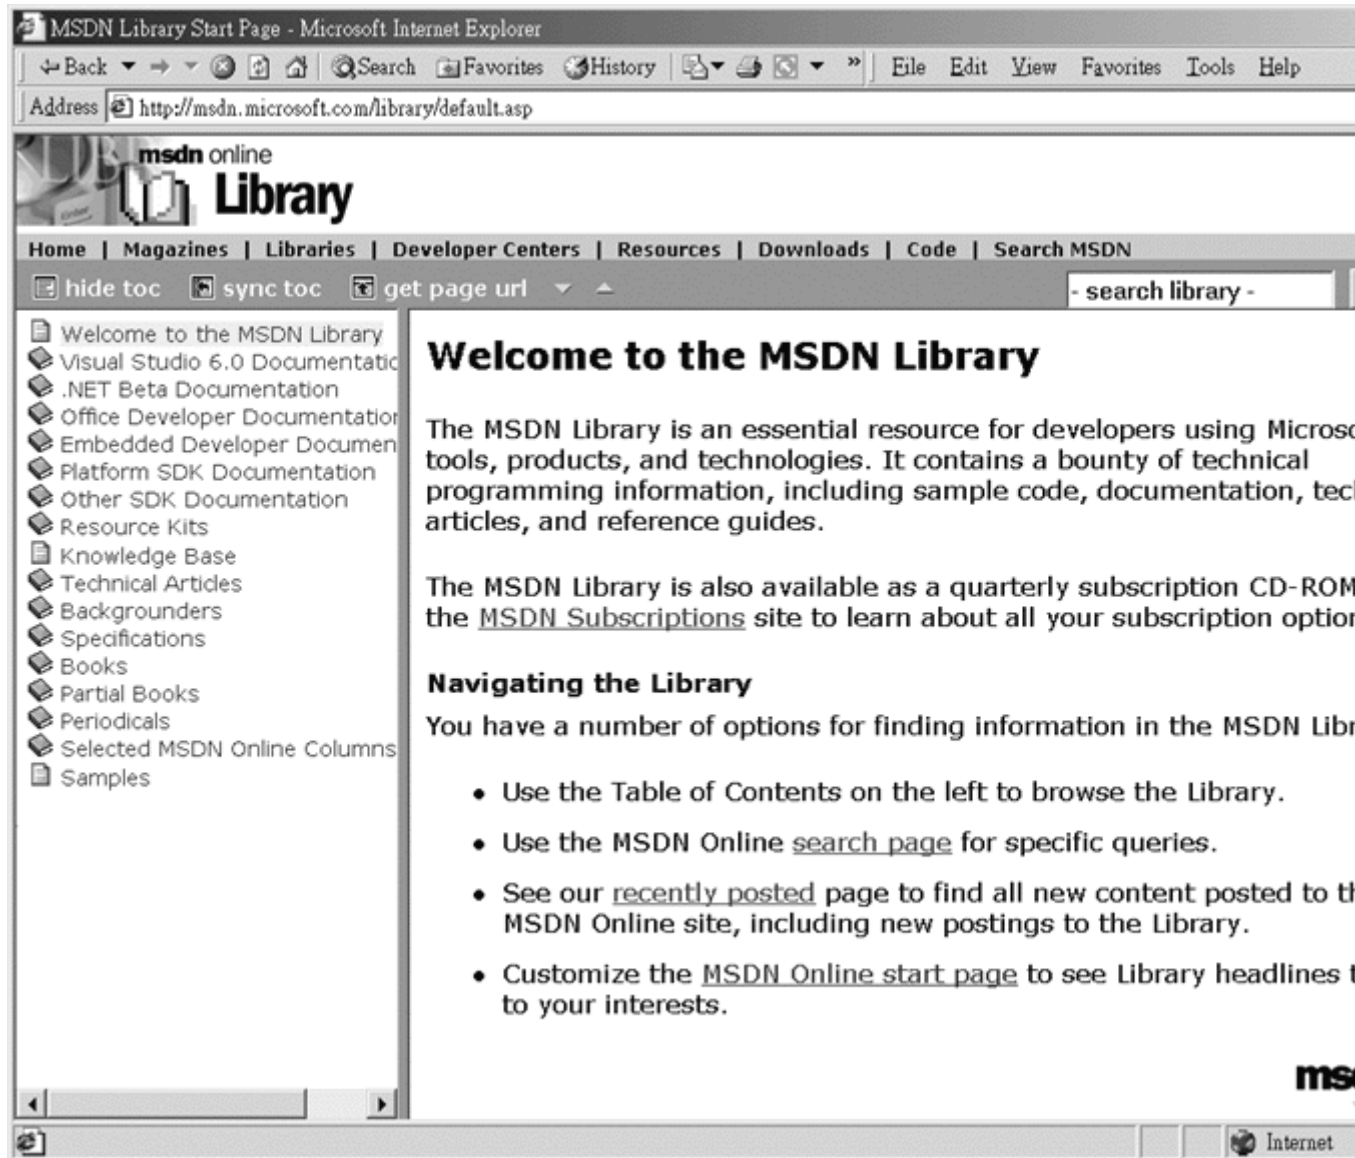 MSDN Library Start Page - Microsoft Internet Explorer
Back Search Favorites History » File Edit View Favorites Tools Help
Address http://msdn.microsoft.com/library/default.asp
msdn online
Library
Home | Magazines | Libraries | Developer Centers | Resources | Downloads | Code | Search MSDN
hide toc sync toc get page url - search library -
Welcome to the MSDN Library
Visual Studio 6.0 Documentatic
.NET Beta Documentation
Office Developer Documentation
Embedded Developer Documen
Platform SDK Documentation
Other SDK Documentation
Resource Kits
Knowledge Base
Technical Articles
Backgrounders
Specifications
Books
Partial Books
Periodicals
Selected MSDN Online Columns
Samples
Welcome to the MSDN Library
The MSDN Library is an essential resource for developers using Microso
tools, products, and technologies. It contains a bounty of technical
programming information, including sample code, documentation, tec
articles, and reference guides.
The MSDN Library is also available as a quarterly subscription CD-ROM
the MSDN Subscriptions site to learn about all your subscription option
Navigating the Library
You have a number of options for finding information in the MSDN Libr
• Use the Table of Contents on the left to browse the Library.
• Use the MSDN Online search page for specific queries.
• See our recently posted page to find all new content posted to th
MSDN Online site, including new postings to the Library.
• Customize the MSDN Online start page to see Library headlines t
to your interests.
ms
Internet